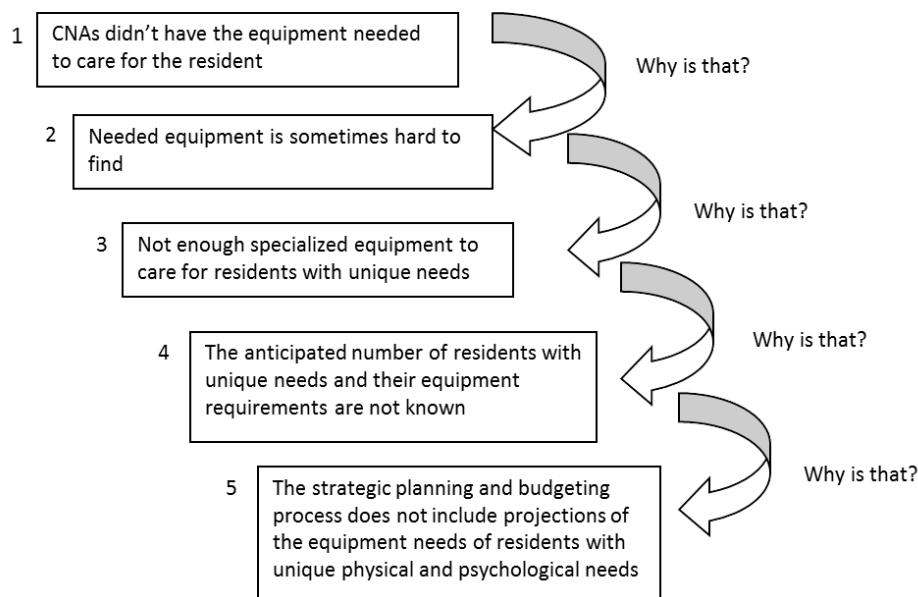 1
CNAs didn’t have the equipment needed
to care for the resident
Why is that?
2
Needed equipment is sometimes hard to
find
Why is that?
3
Not enough specialized equipment to
care for residents with unique needs
Why is that?
4
The anticipated number of residents with
unique needs and their equipment
requirements are not known
Why is that?
5
The strategic planning and budgeting
process does not include projections of
the equipment needs of residents with
unique physical and psychological needs